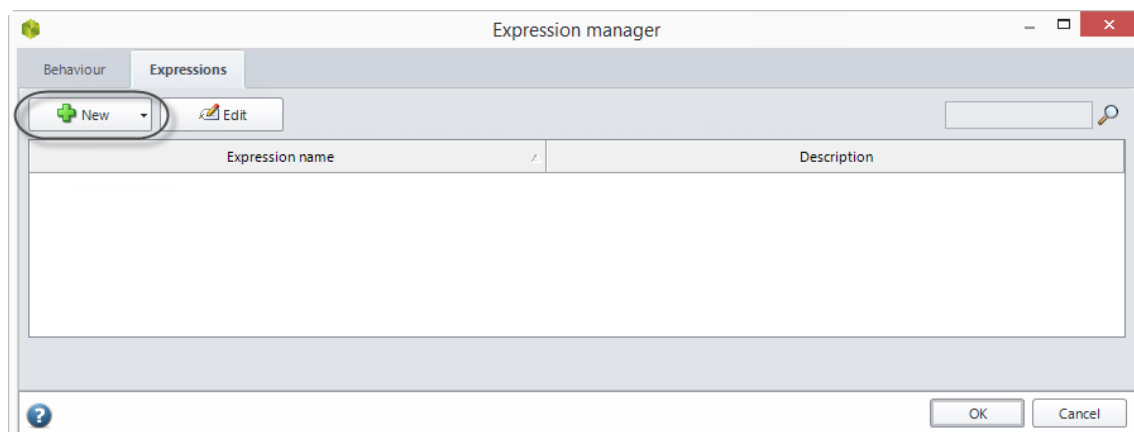 Expression manager
Behaviour Expressions
New Edit
Expression name Description
OK Cancel